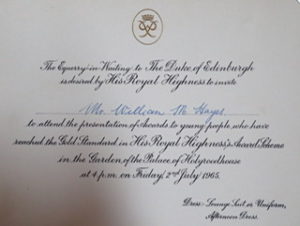 The Equerry-in-Waiting to The Duke of Edinburgh
is desired by His Royal Highness to invite
Mr. William M. Hayes
to attend the presentation of Awards to young people who have
reached the Gold Standard in His Royal Highness's Award Scheme
in the Garden of the Palace of Holyroodhouse
at 4 p.m. on Friday, 2nd July 1965.
Dress: Lounge Suit or Uniform,
Afternoon Dress.